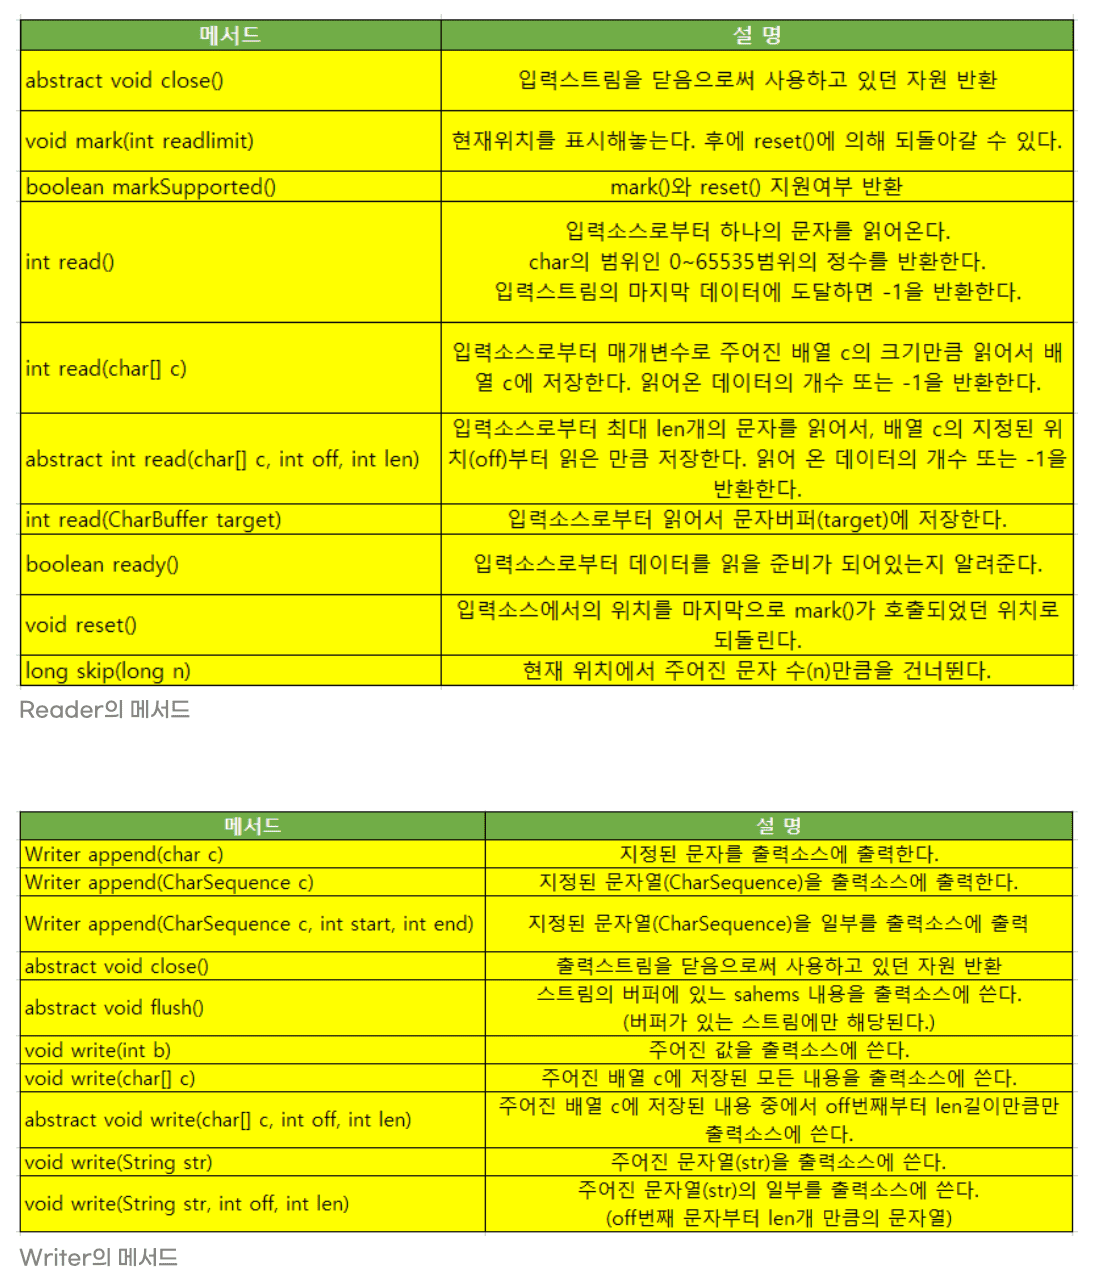 메서드 설 명
abstract void close() 입력스트림을 닫음으로써 사용하고 있던 자원 반환
void mark(int readlimit) 현재위치를 표시해놓는다. 후에 reset()에 의해 되돌아갈 수 있다.
boolean markSupported() mark()와 reset() 지원여부 반환
int read() 입력소스로부터 하나의 문자를 읽어온다.
char의 범위인 0~65535범위의 정수를 반환한다.
입력스트림의 마지막 데이터에 도달하면 -1을 반환한다.
int read(char[] c) 입력소스로부터 매개변수로 주어진 배열 c의 크기만큼 읽어서 배
열 c에 저장한다. 읽어온 데이터의 개수 또는 -1을 반환한다.
abstract int read(char[] c, int off, int len) 입력소스로부터 최대 len개의 문자를 읽어서, 배열 c의 지정된 위
치(off)부터 읽은 만큼 저장한다. 읽어 온 데이터의 개수 또는 -1을
반환한다.
int read(CharBuffer target) 입력소스로부터 읽어서 문자버퍼(target)에 저장한다.
boolean ready() 입력소스로부터 데이터를 읽을 준비가 되어있는지 알려준다.
void reset() 입력소스에서의 위치를 마지막으로 mark()가 호출되었던 위치로
되돌린다.
long skip(long n) 현재 위치에서 주어진 문자 수(n)만큼을 건너뛴다.
Reader의 메서드
메서드 설 명
Writer append(char c) 지정된 문자를 출력소스에 출력한다.
Writer append(CharSequence c) 지정된 문자열(CharSequence)을 출력소스에 출력한다.
Writer append(CharSequence c, int start, int end) 지정된 문자열(CharSequence)을 일부를 출력소스에 출력
abstract void close() 출력스트림을 닫음으로써 사용하고 있던 자원 반환
abstract void flush() 스트림의 버퍼에 있느 sahems 내용을 출력소스에 쓴다.
(버퍼가 있는 스트림에만 해당된다.)
void write(int b) 주어진 값을 출력소스에 쓴다.
void write(char[] c) 주어진 배열 c에 저장된 모든 내용을 출력소스에 쓴다.
abstract void write(char[] c, int off, int len) 주어진 배열 c에 저장된 내용 중에서 off번째부터 len길이만큼만
출력소스에 쓴다.
void write(String str) 주어진 문자열(str)을 출력소스에 쓴다.
void write(String str, int off, int len) 주어진 문자열(str)의 일부를 출력소스에 쓴다.
(off번째 문자부터 len개 만큼의 문자열)
Writer의 메서드